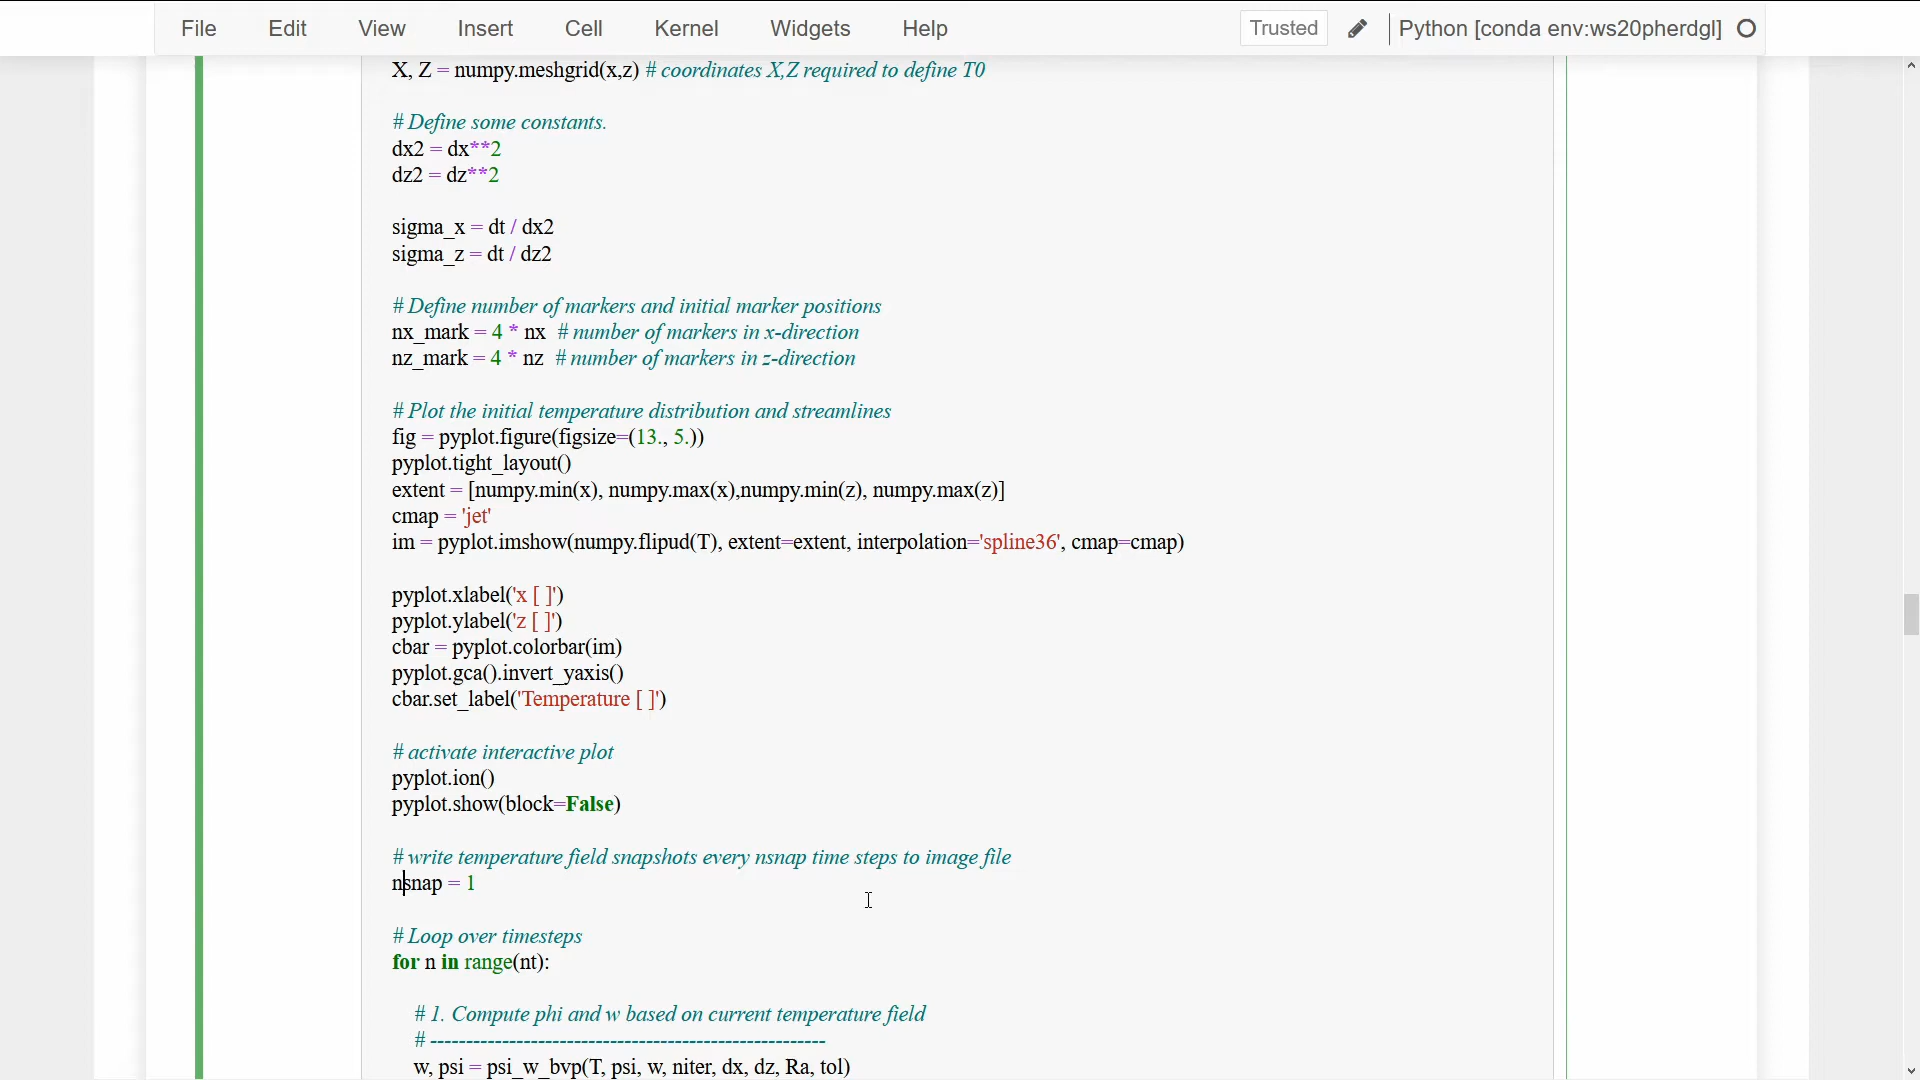 File Edit View Insert Cell Kernel Widgets Help Trusted Python [conda env:ws20pherdgl]
X, Z = numpy.meshgrid(x,z) # coordinates X,Z required to define T0
# Define some constants.
dx2 = dx**2
dz2 = dz**2
sigma_x = dt / dx2
sigma_z = dt / dz2
# Define number of markers and initial marker positions
nx_mark = 4 * nx # number of markers in x-direction
nz_mark = 4 * nz # number of markers in z-direction
# Plot the initial temperature distribution and streamlines
fig = pyplot.figure(figsize=(13., 5.))
pyplot.tight_layout()
extent = [numpy.min(x), numpy.max(x),numpy.min(z), numpy.max(z)]
cmap = 'jet'
im = pyplot.imshow(numpy.flipud(T), extent=extent, interpolation='spline36', cmap=cmap)
pyplot.xlabel('x [ ]')
pyplot.ylabel('z [ ]')
cbar = pyplot.colorbar(im)
pyplot.gca().invert_yaxis()
cbar.set_label('Temperature [ ]')
# activate interactive plot
pyplot.ion()
pyplot.show(block=False)
# write temperature field snapshots every nsnap time steps to image file
nsnap = 1
# Loop over timesteps
for n in range(nt):
# 1. Compute phi and w based on current temperature field
# -------------------------------------------------------
w, psi = psi_w_bvp(T, psi, w, niter, dx, dz, Ra, tol)